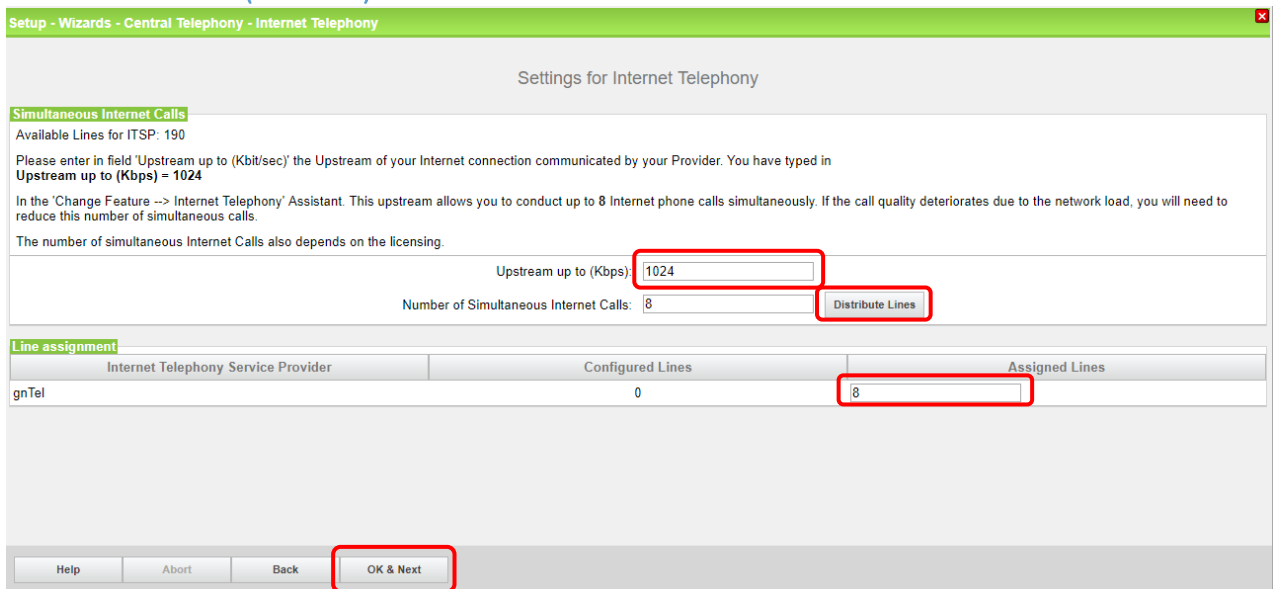 Setup - Wizards - Central Telephony - Internet Telephony
Settings for Internet Telephony
Simultaneous Internet Calls
Available Lines for ITSP: 190
Please enter in field 'Upstream up to (Kbit/sec)' the Upstream of your Internet connection communicated by your Provider. You have typed in
Upstream up to (Kbps) = 1024
In the 'Change Feature --> Internet Telephony' Assistant. This upstream allows you to conduct up to 8 Internet phone calls simultaneously. If the call quality deteriorates due to the network load, you will need to
reduce this number of simultaneous calls.
The number of simultaneous Internet Calls also depends on the licensing.
Upstream up to (Kbps): 1024
Number of Simultaneous Internet Calls: 8 Distribute Lines
Line assignment
Internet Telephony Service Provider Configured Lines Assigned Lines
gnTel 0 8
Help Abort Back OK & Next